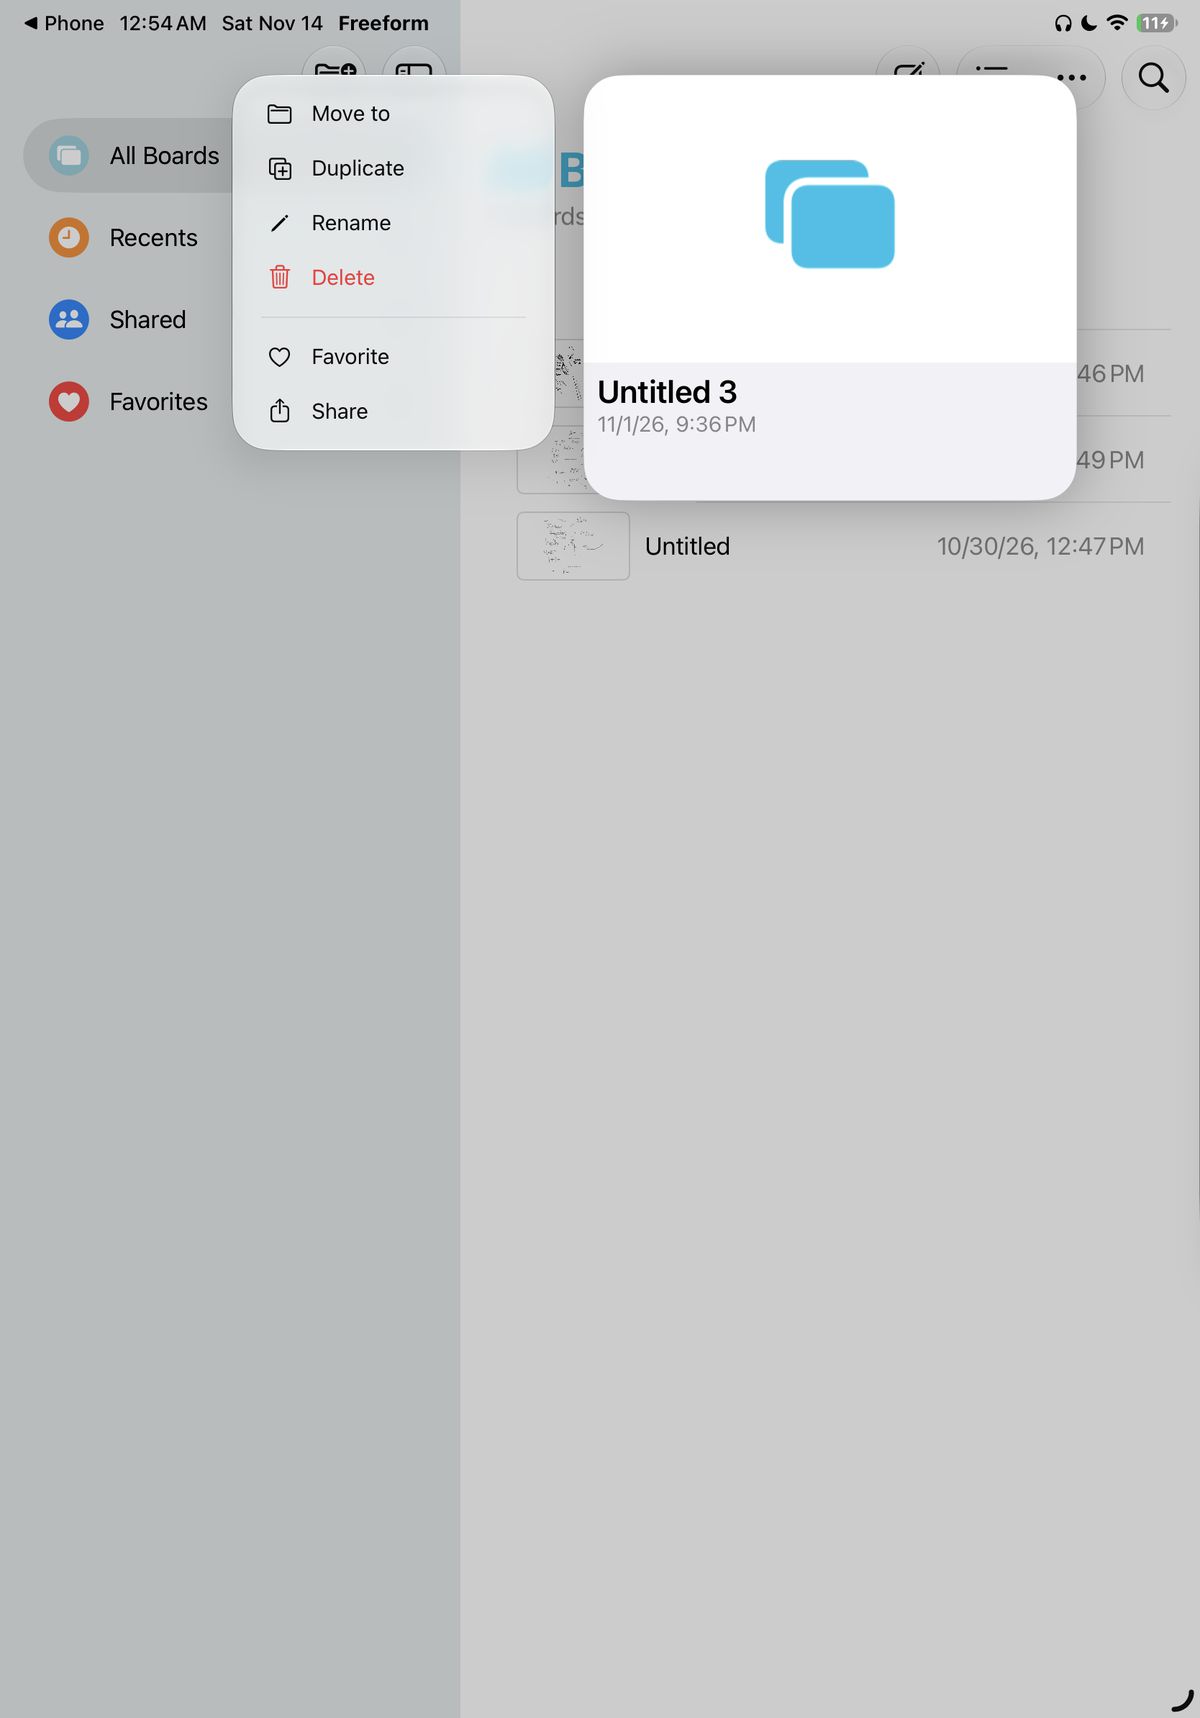 ◀ Phone 12:54 AM Sat Nov 14 Freeform
11
Move to
Duplicate
Rename
Delete
Favorite
Share
All Boards
Recents
Shared
Favorites
B
rds
Untitled 3
11/1/26, 9:36 PM
46 PM
49 PM
Untitled 10/30/26, 12:47 PM